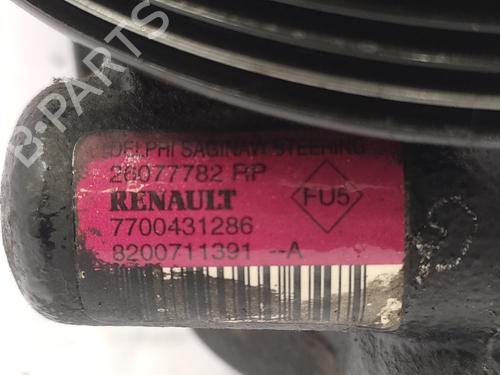 DELPHI SAGINAW STEERING
26077782 RP
RENAULT
FU5
7700431286
8200711391 --A
B-PARTS